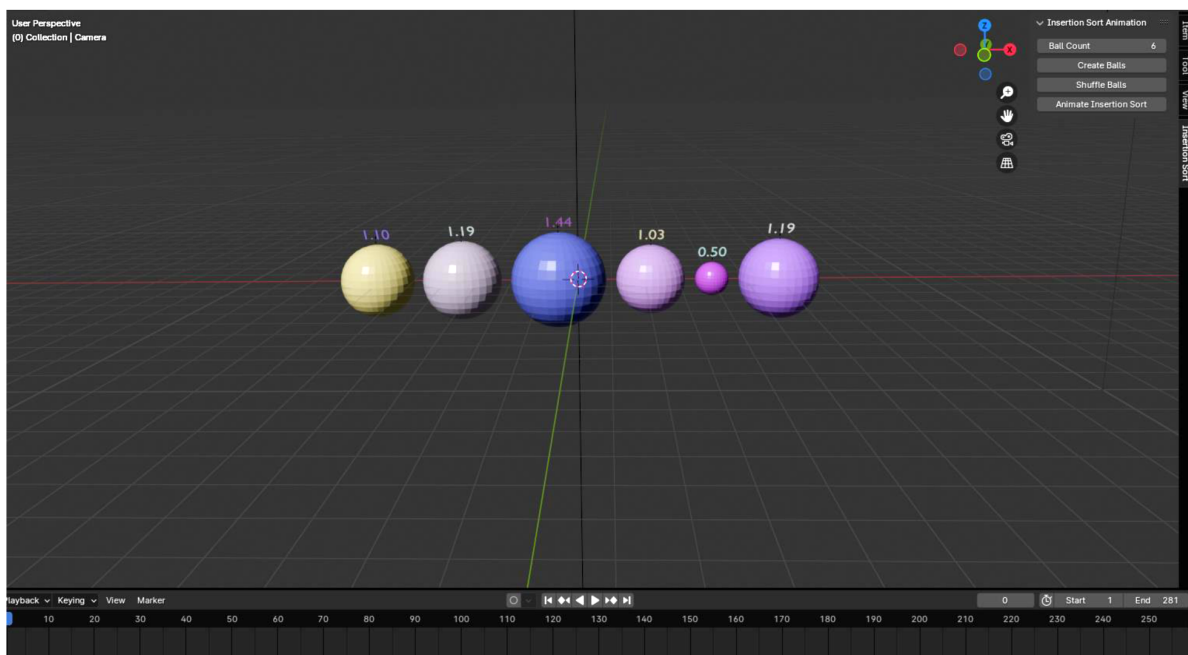 User Perspective
(0) Collection | Camera
Z
X
Insertion Sort Animation
Ball Count 6
Create Balls
Shuffle Balls
Animate Insertion Sort
Item
Tool
View
Insertion Sort
1.10
1.19
1.44
1.03
0.50
1.19
Keying View Marker
0 Start 1 End 281
10 20 30 40 50 60 70 80 90 100 110 120 130 140 150 160 170 180 190 200 210 220 230 240 250